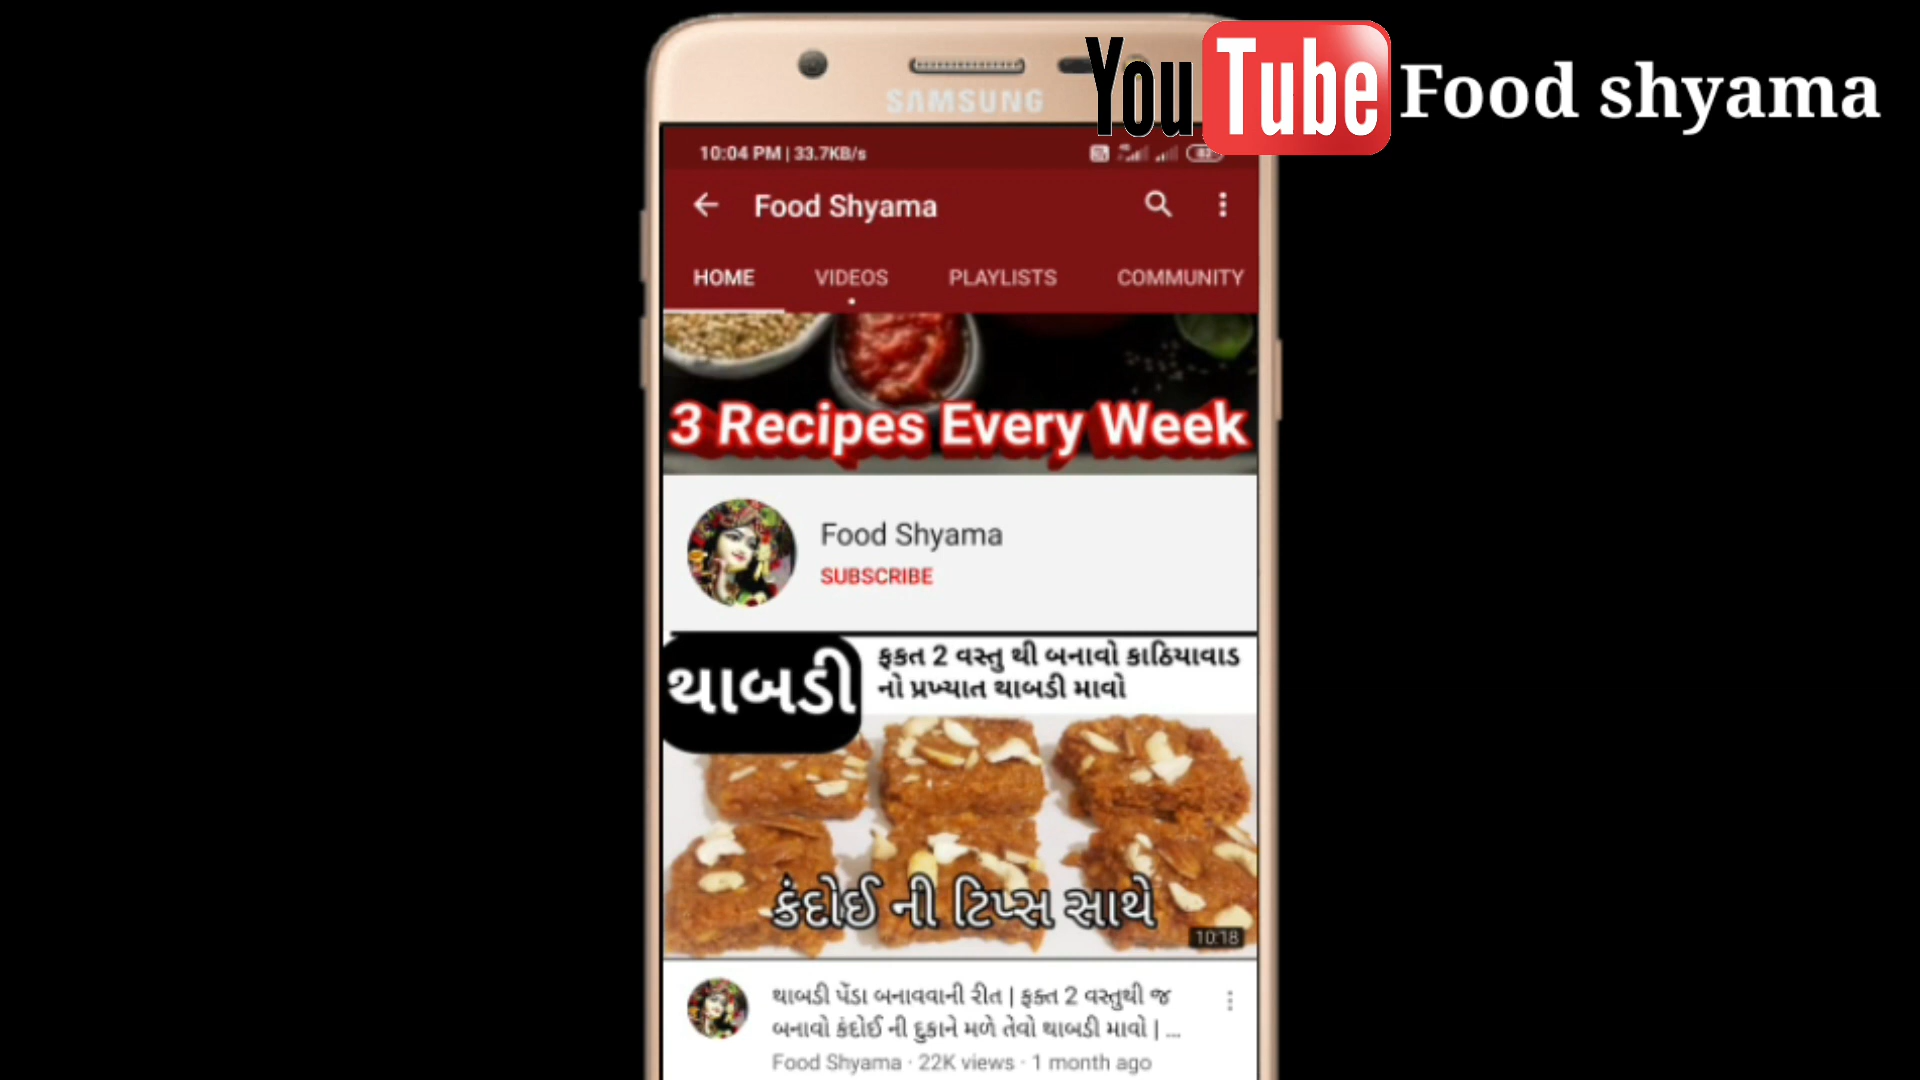 YouTube Food shyama
SAMSUNG
10:04 PM | 33.7KB/s
Food Shyama
HOME VIDEOS PLAYLISTS COMMUNITY
3 Recipes Every Week
Food Shyama
SUBSCRIBE
થાબડી
ફકત 2 વસ્તુ થી બનાવો કાઠિયાવાડ
નો પ્રખ્યાત થાબડી માવો
કંદોઈ ની ટિપ્સ સાથે
10:18
થાબડી પેંડા બનાવવાની રીત | ફક્ત 2 વસ્તુથી જ
બનાવો કંદોઈ ની દુકાને મળે તેવો થાબડી માવો | ...
Food Shyama · 22K views · 1 month ago